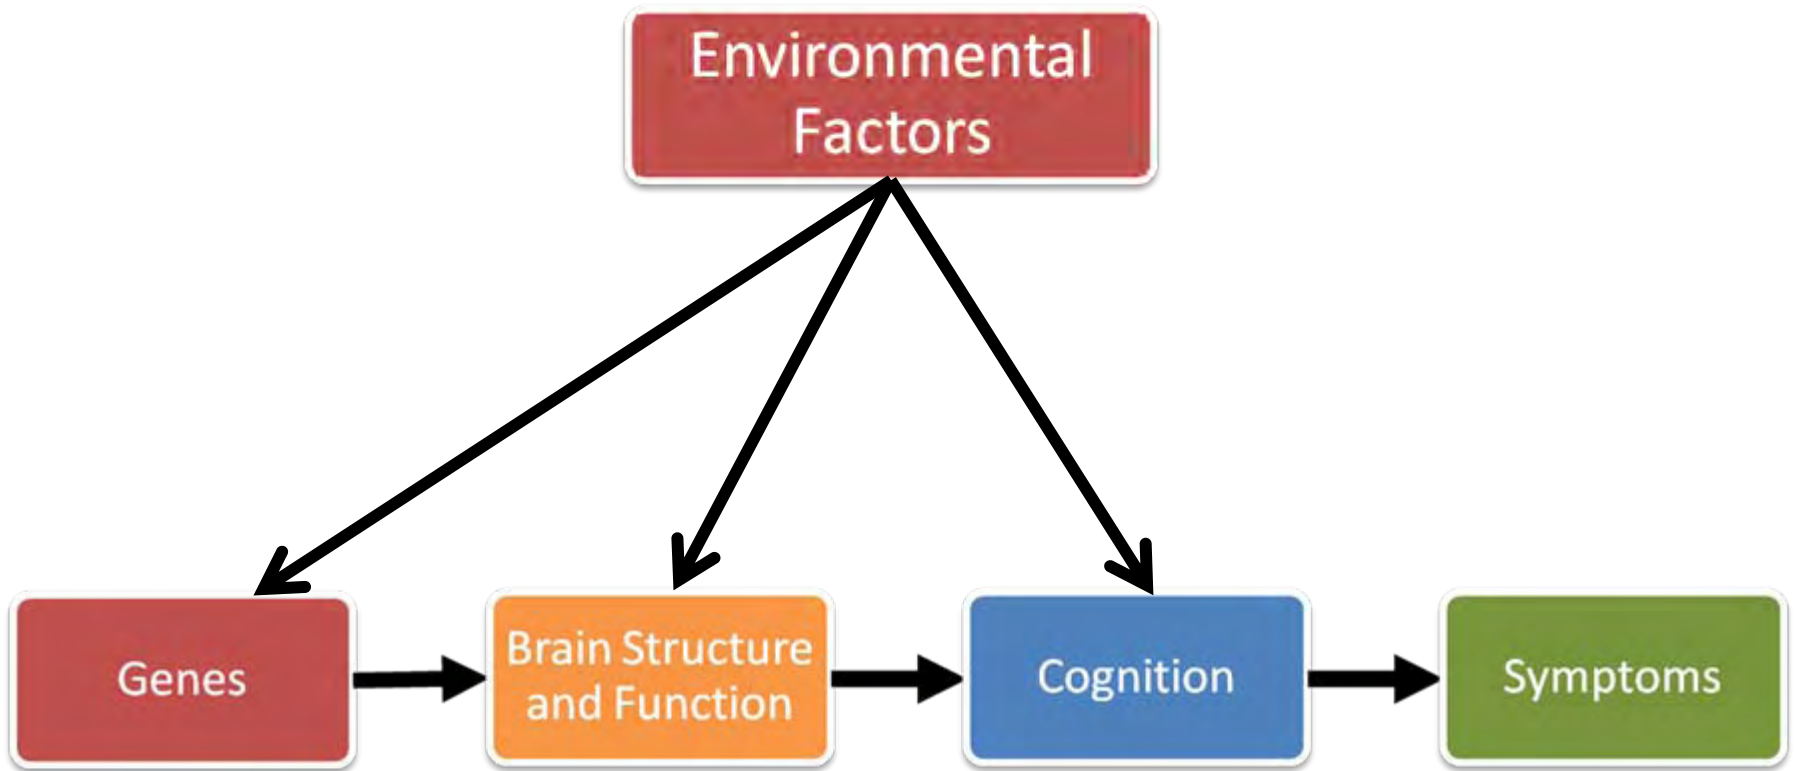 Environmental
Factors
Genes
Brain Structure
and Function
Cognition
Symptoms